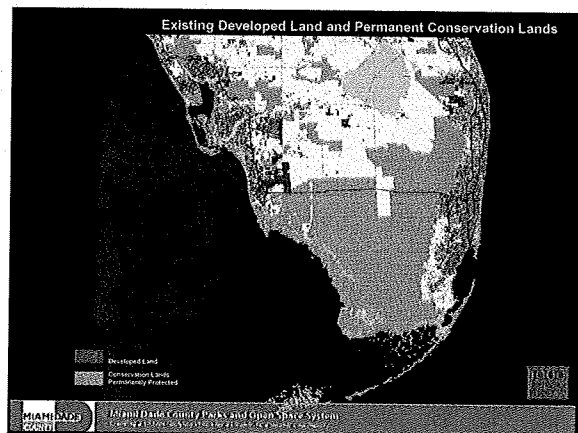 Existing Developed Land and Permanent Conservation Lands
Developed Land
Conservation Lands
Permanently Protected
MIAMI-DADE
COUNTY
Miami Dade County Parks and Open Space System